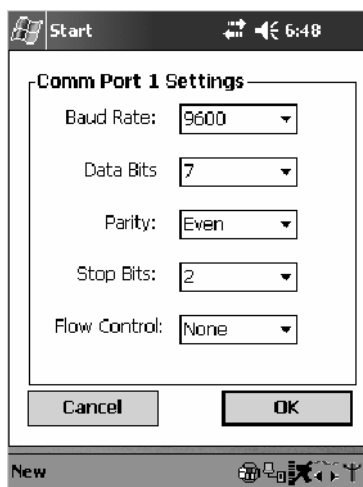 Start 6:48
Comm Port 1 Settings
Baud Rate: 9600
Data Bits 7
Parity: Even
Stop Bits: 2
Flow Control: None
Cancel OK
New